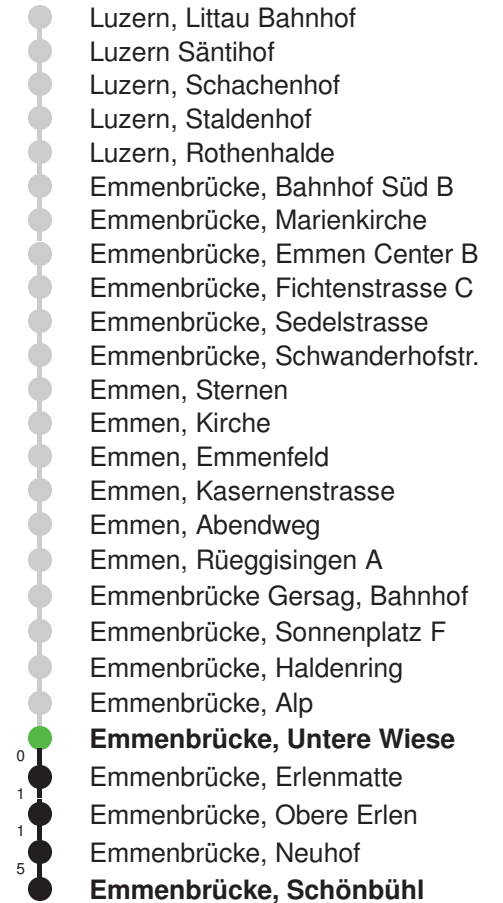 Luzern, Littau Bahnhof
Luzern Säntihof
Luzern, Schachenhof
Luzern, Staldenhof
Luzern, Rothenhalde
Emmenbrücke, Bahnhof Süd B
Emmenbrücke, Marienkirche
Emmenbrücke, Emmen Center B
Emmenbrücke, Fichtenstrasse C
Emmenbrücke, Sedelstrasse
Emmenbrücke, Schwanderhofstr.
Emmen, Sternen
Emmen, Kirche
Emmen, Emmenfeld
Emmen, Kasernenstrasse
Emmen, Abendweg
Emmen, Rüeggisingen A
Emmenbrücke Gersag, Bahnhof
Emmenbrücke, Sonnenplatz F
Emmenbrücke, Haldenring
Emmenbrücke, Alp
Emmenbrücke, Untere Wiese
0
Emmenbrücke, Erlenmatte
1
Emmenbrücke, Obere Erlen
1
Emmenbrücke, Neuhof
5
Emmenbrücke, Schönbühl